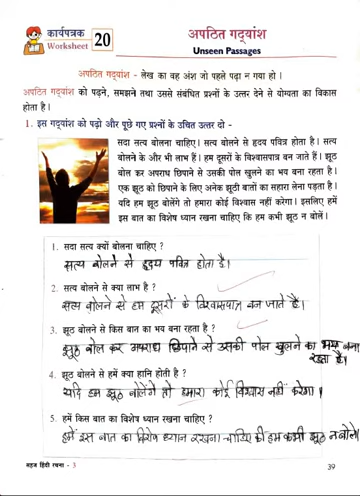 कार्यपत्रक
Worksheet
20
अपठित गद्यांश
Unseen Passages
अपठित गद्यांश - लेख का वह अंश जो पहले पढ़ा न गया हो ।
अपठित गद्यांश को पढ़ने, समझने तथा उससे संबंधित प्रश्नों के उत्तर देने से योग्यता का विकास
होता है ।
1. इस गद्यांश को पढ़ो और पूछे गए प्रश्नों के उचित उत्तर दो -
सदा सत्य बोलना चाहिए । सत्य बोलने से हृदय पवित्र होता है । सत्य
बोलने के और भी लाभ हैं । हम दूसरों के विश्वासपात्र बन जाते हैं । झूठ
बोल कर अपराध छिपाने से उसकी पोल खुलने का भय बना रहता है ।
एक झूठ को छिपाने के लिए अनेक झूठी बातों का सहारा लेना पड़ता है ।
यदि हम झूठ बोलेंगे तो हमारा कोई विश्वास नहीं करेगा । इसलिए हमें
इस बात का विशेष ध्यान रखना चाहिए कि हम कभी झूठ न बोलें ।
1. सदा सत्य क्यों बोलना चाहिए ?
सत्य बोलने से हृदय पवित्र होता है ।
2. सत्य बोलने से क्या लाभ है ?
सत्य बोलने से हम दूसरों के विश्वासपात्र बन जाते हैं ।
3. झूठ बोलने से किस बात का भय बना रहता है ?
झूठ बोल कर अपराध छिपाने से उसकी पोल खुलने का भय बना
रहता है ।
4. झूठ बोलने से हमें क्या हानि होती है ?
यदि हम झूठ बोलेंगे तो हमारा कोई विश्वास नहीं करेगा ।
5. हमें किस बात का विशेष ध्यान रखना चाहिए ?
हमें इस बात का विशेष ध्यान रखना चाहिए की हम कभी झूठ न बोले ।
सहज हिंदी रचना - 3
39